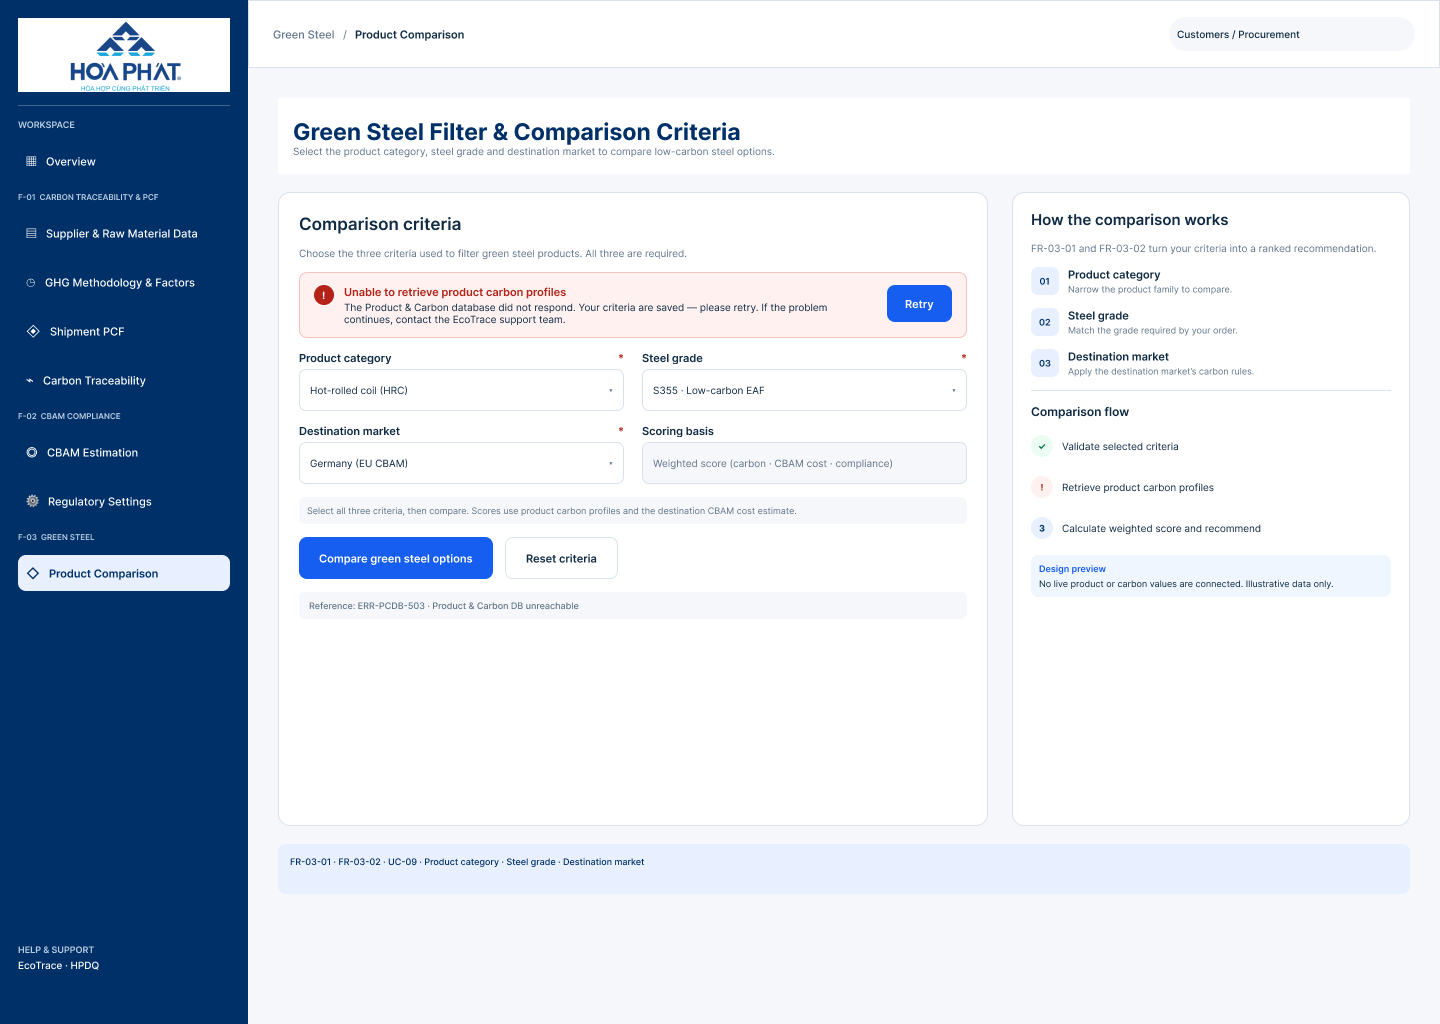 HÒA PHÁT
HÒA HỢP CÙNG PHÁT TRIỂN
WORKSPACE
Overview
F-01 CARBON TRACEABILITY & PCF
Supplier & Raw Material Data
GHG Methodology & Factors
Shipment PCF
Carbon Traceability
F-02 CBAM COMPLIANCE
CBAM Estimation
Regulatory Settings
F-03 GREEN STEEL
Product Comparison
HELP & SUPPORT
EcoTrace · HPDQ
Green Steel / Product Comparison
Customers / Procurement
Green Steel Filter & Comparison Criteria
Select the product category, steel grade and destination market to compare low-carbon steel options.
Comparison criteria
Choose the three criteria used to filter green steel products. All three are required.
!
Unable to retrieve product carbon profiles
The Product & Carbon database did not respond. Your criteria are saved — please retry. If the problem
continues, contact the EcoTrace support team.
Retry
Product category *
Hot-rolled coil (HRC)
Steel grade *
S355 · Low-carbon EAF
Destination market *
Germany (EU CBAM)
Scoring basis
Weighted score (carbon · CBAM cost · compliance)
Select all three criteria, then compare. Scores use product carbon profiles and the destination CBAM cost estimate.
Compare green steel options
Reset criteria
Reference: ERR-PCDB-503 · Product & Carbon DB unreachable
How the comparison works
FR-03-01 and FR-03-02 turn your criteria into a ranked recommendation.
01
Product category
Narrow the product family to compare.
02
Steel grade
Match the grade required by your order.
03
Destination market
Apply the destination market's carbon rules.
Comparison flow
✓ Validate selected criteria
! Retrieve product carbon profiles
3 Calculate weighted score and recommend
Design preview
No live product or carbon values are connected. Illustrative data only.
FR-03-01 · FR-03-02 · UC-09 · Product category · Steel grade · Destination market